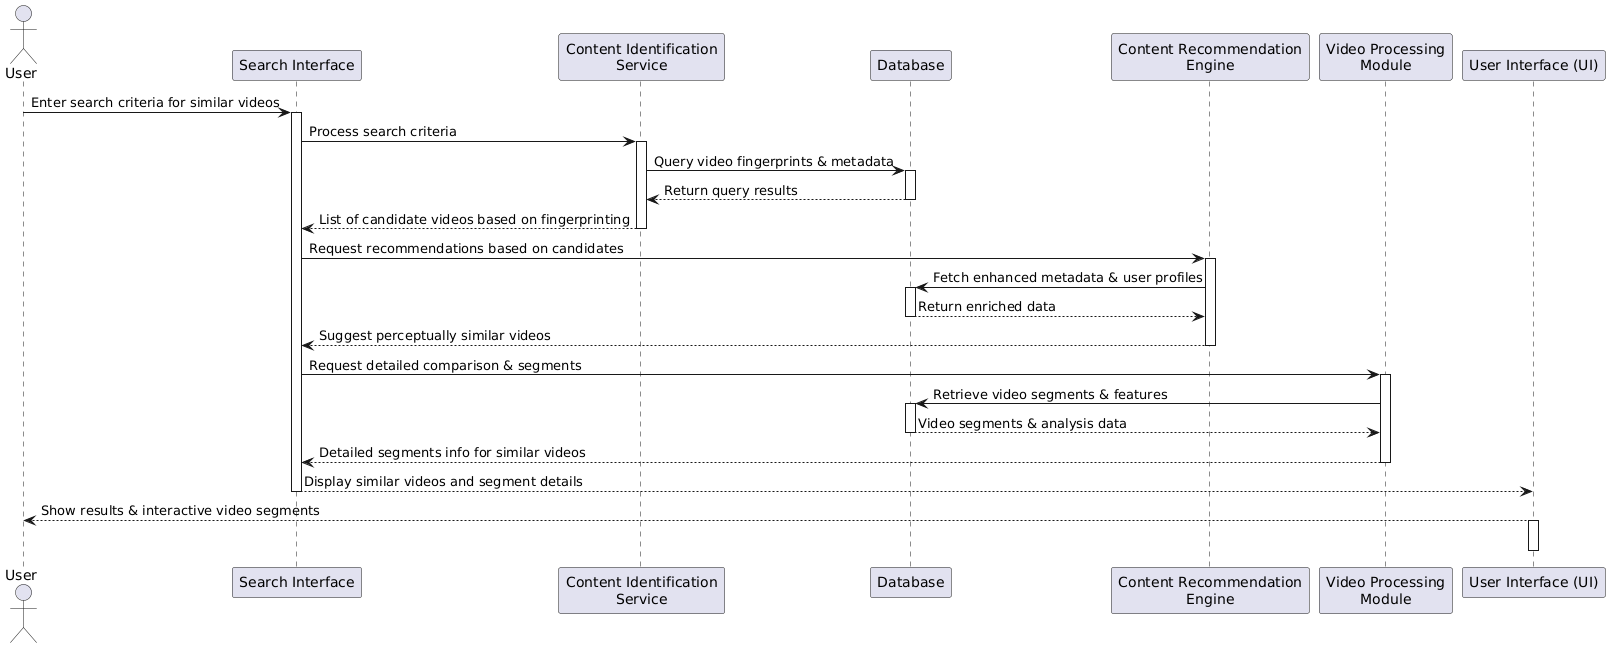 User
Search Interface
Content Identification
Service
Database
Content Recommendation
Engine
Video Processing
Module
User Interface (UI)
Enter search criteria for similar videos
Process search criteria
Query video fingerprints & metadata
Return query results
List of candidate videos based on fingerprinting
Request recommendations based on candidates
Fetch enhanced metadata & user profiles
Return enriched data
Suggest perceptually similar videos
Request detailed comparison & segments
Retrieve video segments & features
Video segments & analysis data
Detailed segments info for similar videos
Display similar videos and segment details
Show results & interactive video segments
User
Search Interface
Content Identification
Service
Database
Content Recommendation
Engine
Video Processing
Module
User Interface (UI)